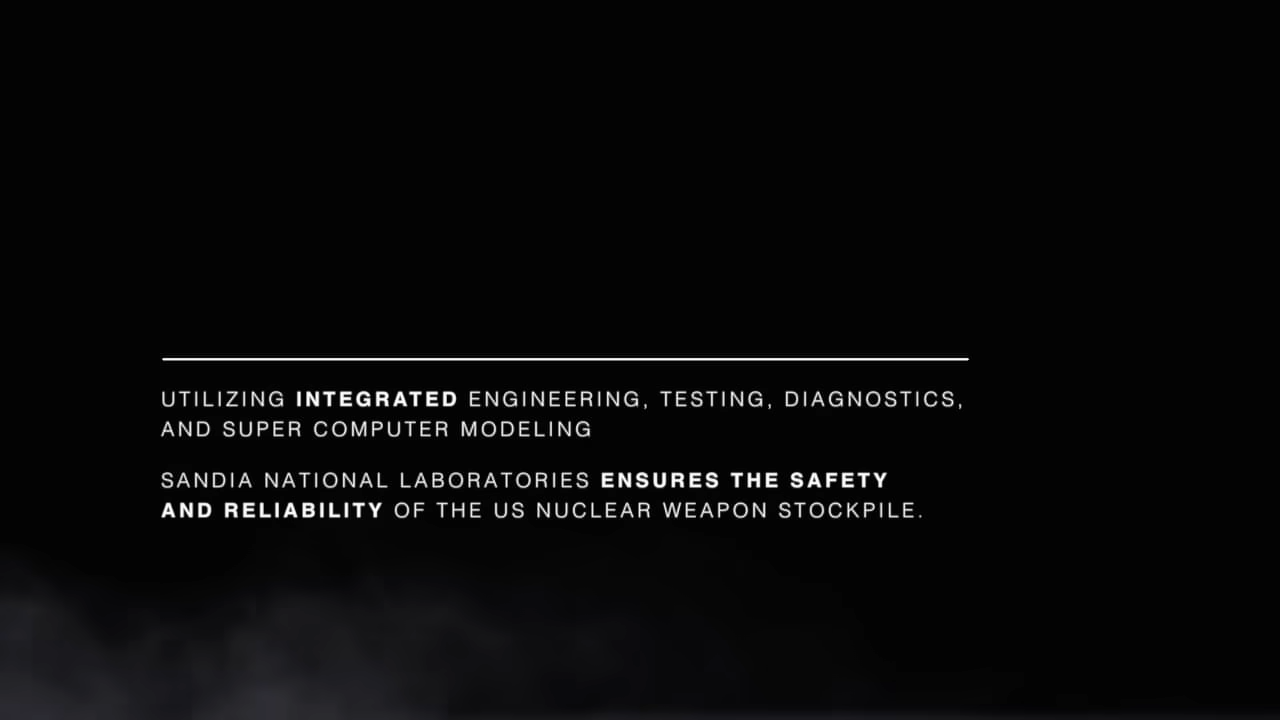 UTILIZING INTEGRATED ENGINEERING, TESTING, DIAGNOSTICS,
AND SUPER COMPUTER MODELING
SANDIA NATIONAL LABORATORIES ENSURES THE SAFETY
AND RELIABILITY OF THE US NUCLEAR WEAPON STOCKPILE.